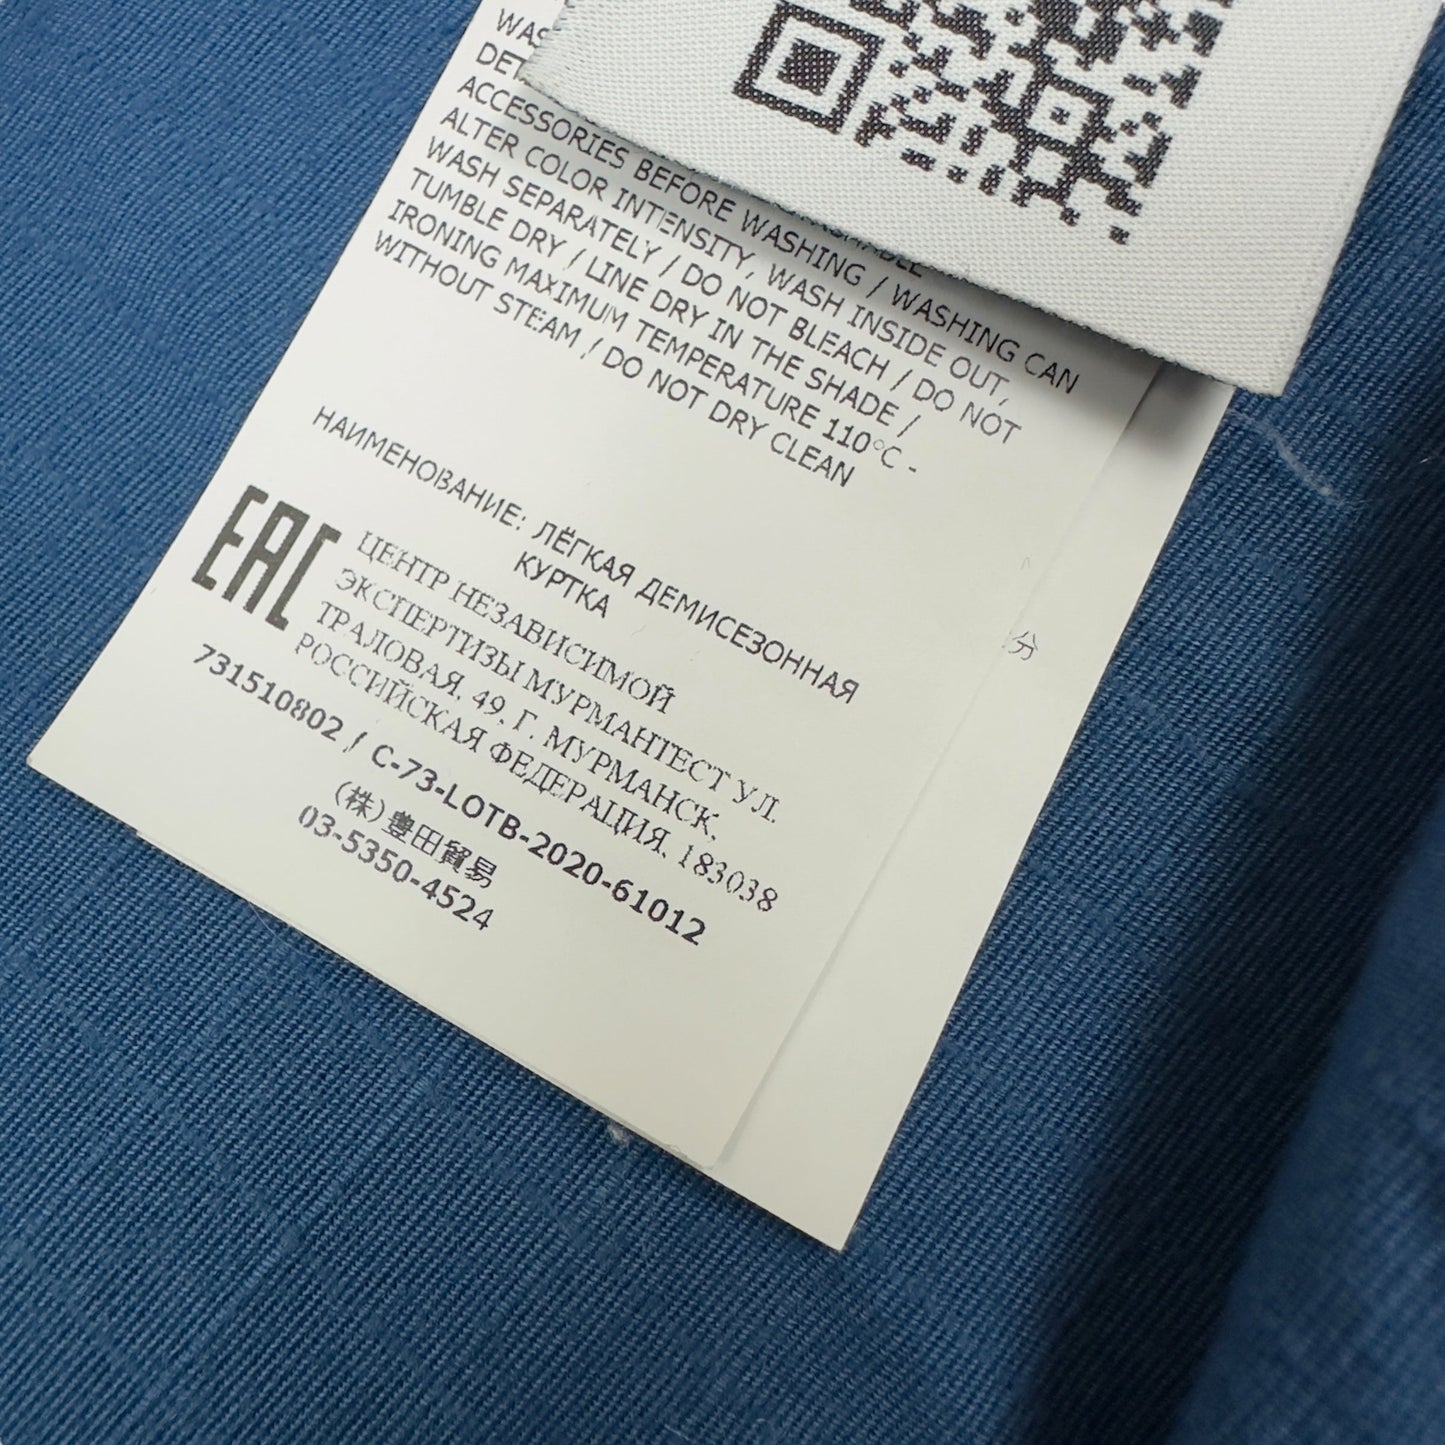 ACCESSORIES BEFORE WASHING / WASHING CAN
ALTER COLOR INTENSITY, WASH INSIDE OUT,
WASH SEPARATELY / DO NOT BLEACH / DO NOT
TUMBLE DRY / LINE DRY IN THE SHADE /
IRONING MAXIMUM TEMPERATURE 110°C -
WITHOUT STEAM / DO NOT DRY CLEAN
НАИМЕНОВАНИЕ: ЛЁГКАЯ ДЕМИСЕЗОННАЯ
КУРТКА
EAC
ЦЕНТР НЕЗАВИСИМОЙ
ЭКСПЕРТИЗЫ МУРМАНТЕСТ УЛ.
ТРАЛОВАЯ, 49, Г. МУРМАНСК,
РОССИЙСКАЯ ФЕДЕРАЦИЯ, 183038
731510802 / C-73-LOTB-2020-61012
(株)豊田貿易
03-5350-4524
分